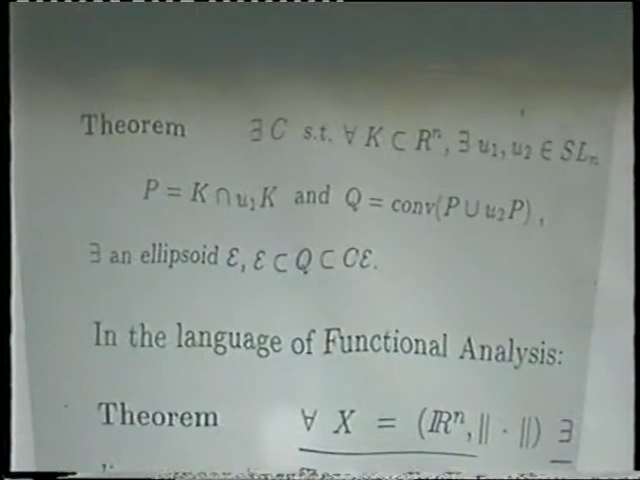 Theorem ∃ C s.t. ∀ K ⊂ Rⁿ, ∃ u₁, u₂ ∈ SLₙ
P = K ∩ u₁K and Q = conv(P ∪ u₂P) ,
∃ an ellipsoid ℰ, ℰ ⊂ Q ⊂ Cℰ.
In the language of Functional Analysis:
Theorem ∀ X = (ℝⁿ, ‖ · ‖) ∃